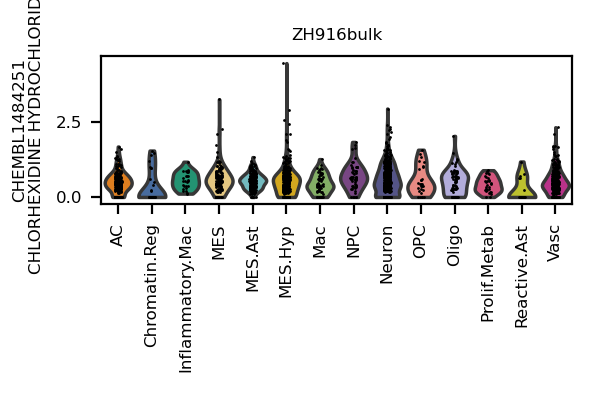 ZH916bulk
CHEMBL1484251
CHLORHEXIDINE HYDROCHLORID
2.5
0.0
AC
Chromatin.Reg
Inflammatory.Mac
MES
MES.Ast
MES.Hyp
Mac
NPC
Neuron
OPC
Oligo
Prolif.Metab
Reactive.Ast
Vasc